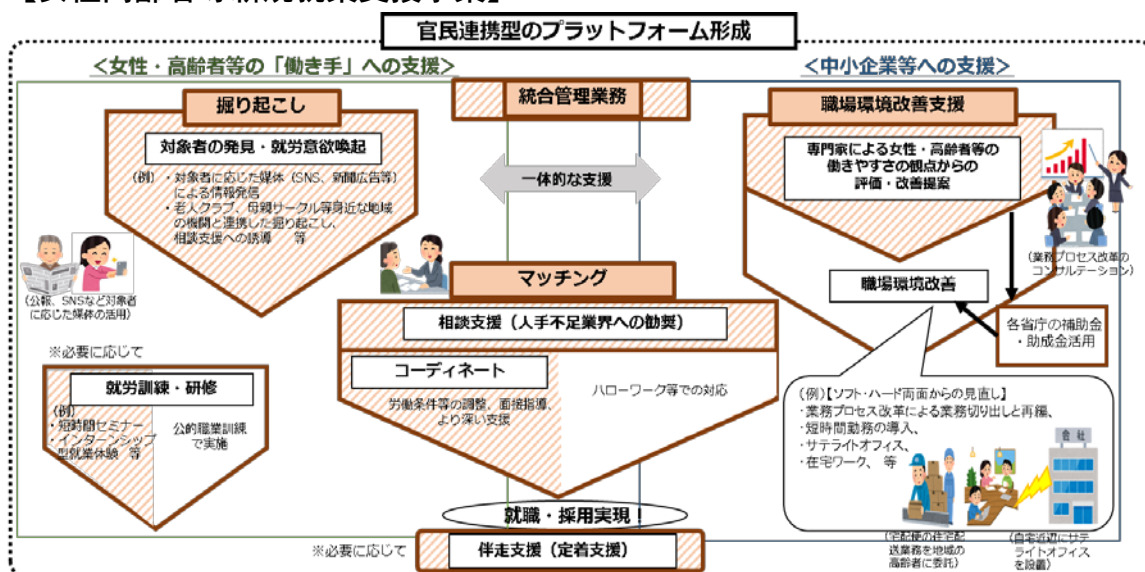 官民連携型のプラットフォーム形成
<女性・高齢者等の「働き手」への支援>
掘り起こし
対象者の発見・就労意欲喚起
(例)・対象者に応じた媒体(SNS、新聞広告等)
による情報発信
・老人クラブ、母親サークル等身近な地域
の機関と連携した掘り起こし、
相談支援への誘導 等
(公報、SNSなど対象者
に応じた媒体の活用)
※必要に応じて
就労訓練・研修
(例)
・短時間セミナー
・インターンシップ
型就業体験 等
公的職業訓練
で実施
統合管理業務
一体的な支援
マッチング
相談支援(人手不足業界への勧奨)
コーディネート
労働条件等の調整、面接指導、
より深い支援
ハローワーク等での対応
就職・採用実現!
※必要に応じて
伴走支援(定着支援)
<中小企業等への支援>
職場環境改善支援
専門家による女性・高齢者等の
働きやすさの観点からの
評価・改善提案
(業務プロセス改革の
コンサルテーション)
職場環境改善
各省庁の補助金
・助成金活用
(例)【ソフト・ハード両面からの見直し】
・業務プロセス改革による業務切り出しと再編、
・短時間勤務の導入、
・サテライトオフィス、
・在宅ワーク、 等
会社
(宅配便の住宅配
送業務を地域の
高齢者に委託)
(自宅近辺にサテ
ライトオフィス
を設置)